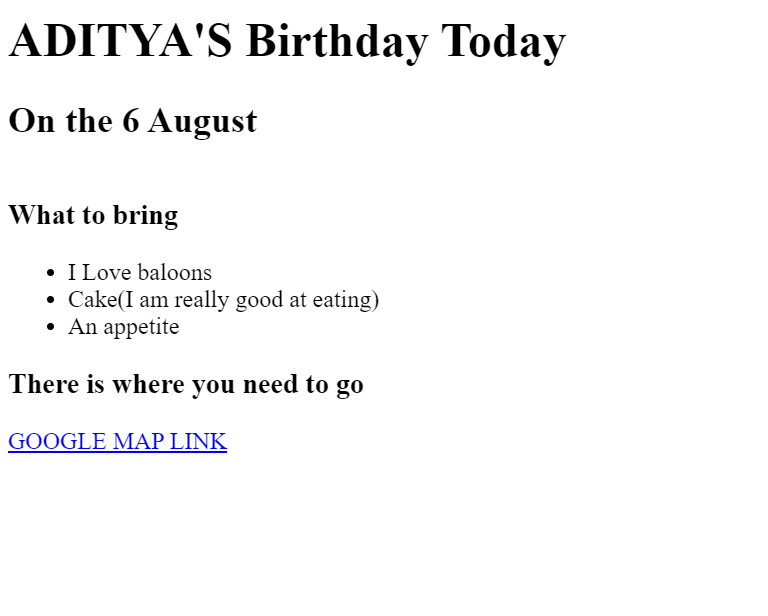 ADITYA'S Birthday Today
On the 6 August
What to bring
I Love baloons
Cake(I am really good at eating)
An appetite
There is where you need to go
GOOGLE MAP LINK